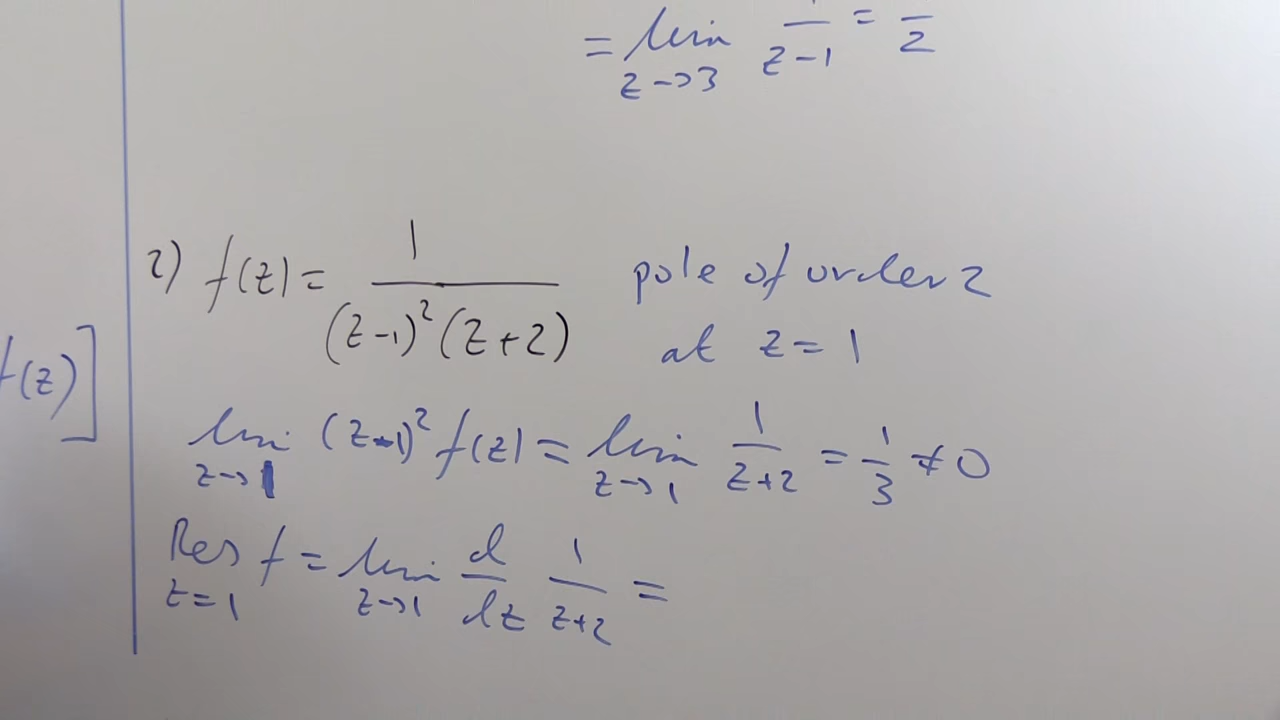 = lim 1/(z-1) = 1/2
z→3
2) f(z) = 1/((z-1)²(z+2)) pole of order 2
at z = 1
f(z)]
lim (z-1)² f(z) = lim 1/(z+2) = 1/3 ≠ 0
z→1 z→1
Res f = lim d/dz 1/(z+2) =
z=1 z→1